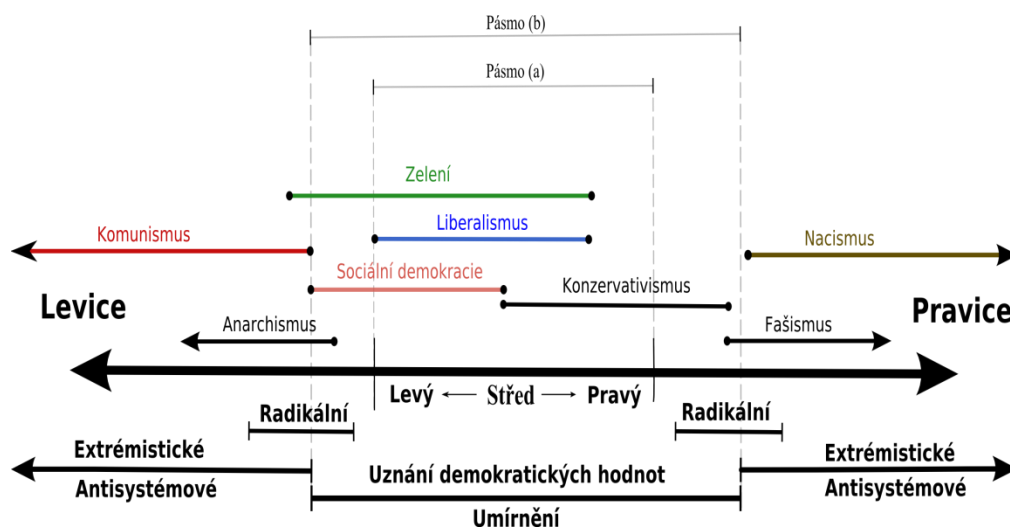 Pásmo (b)
Pásmo (a)
Zelení
Liberalismus
Komunismus
Nacismus
Sociální demokracie
Konzervativismus
Levice
Pravice
Anarchismus
Fašismus
Levý Střed Pravý
Radikální
Radikální
Extrémistické
Uznání demokratických hodnot
Extrémistické
Antisystémové
Umírnění
Antisystémové